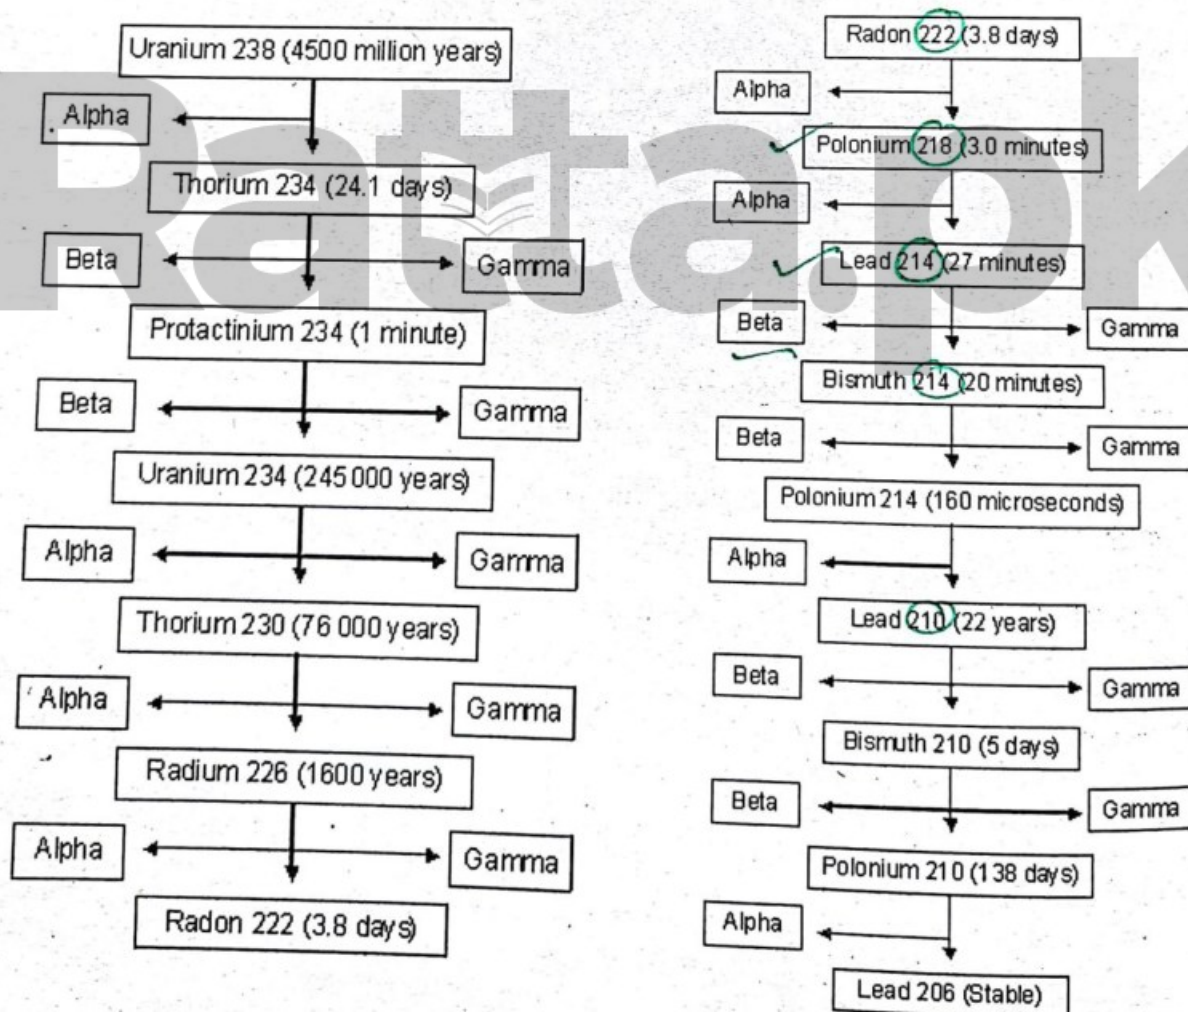 Uranium 238 (4500 million years)
Alpha
Thorium 234 (24.1 days)
Beta
Gamma
Protactinium 234 (1 minute)
Beta
Gamma
Uranium 234 (245 000 years)
Alpha
Gamma
Thorium 230 (76 000 years)
Alpha
Gamma
Radium 226 (1600 years)
Alpha
Gamma
Radon 222 (3.8 days)
Radon 222 (3.8 days)
Alpha
Polonium 218 (3.0 minutes)
Alpha
Lead 214 (27 minutes)
Beta
Gamma
Bismuth 214 (20 minutes)
Beta
Gamma
Polonium 214 (160 microseconds)
Alpha
Lead 210 (22 years)
Beta
Gamma
Bismuth 210 (5 days)
Beta
Gamma
Polonium 210 (138 days)
Alpha
Lead 206 (Stable)
Ratta.pk